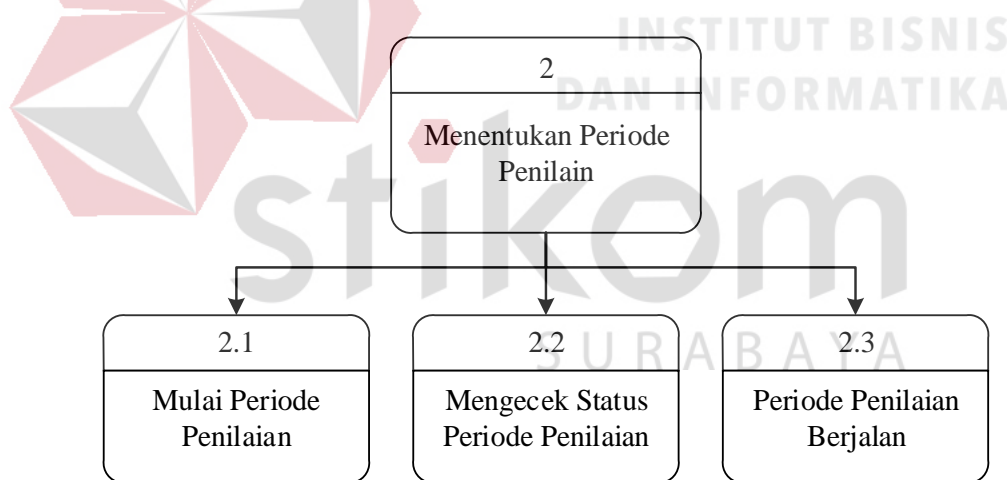 INSTITUT BISNIS
DAN INFORMATIKA
stikom
SURABAYA
2
Menentukan Periode
Penilain
2.1
Mulai Periode
Penilaian
2.2
Mengecek Status
Periode Penilaian
2.3
Periode Penilaian
Berjalan